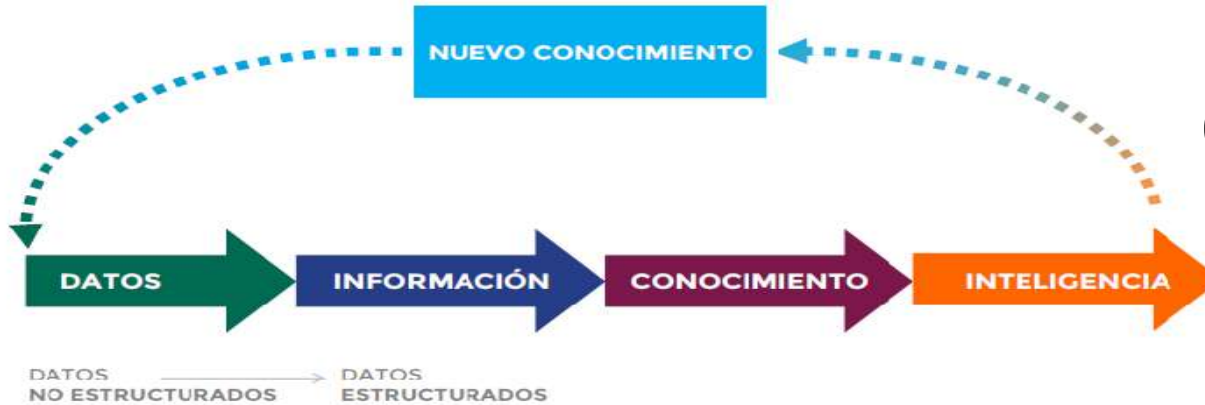 NUEVO CONOCIMIENTO
DATOS
INFORMACIÓN
CONOCIMIENTO
INTELIGENCIA
DATOS
NO ESTRUCTURADOS
DATOS
ESTRUCTURADOS